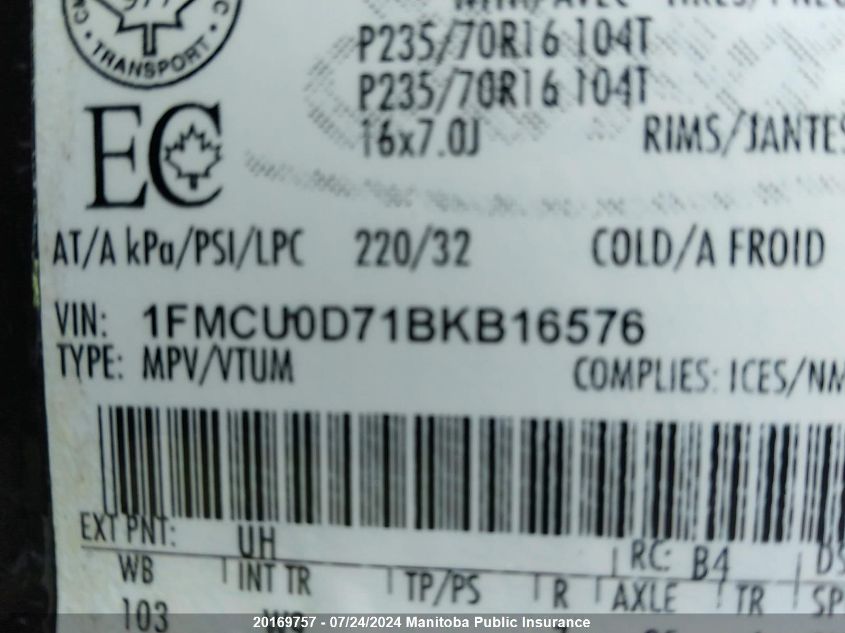 TRANSPORT
P235/70R16 104T
P235/70R16 104T
16x7.0J RIMS/JANTES
EC
AT/A kPa/PSI/LPC 220/32 COLD/A FROID
VIN: 1FMCU0D71BKB16576
TYPE: MPV/VTUM COMPLIES: ICES/NM
EXT PNT: UH RC: B4 DS
WB INT TR TP/PS R AXLE TR SP
103
20169757 - 07/24/2024 Manitoba Public Insurance